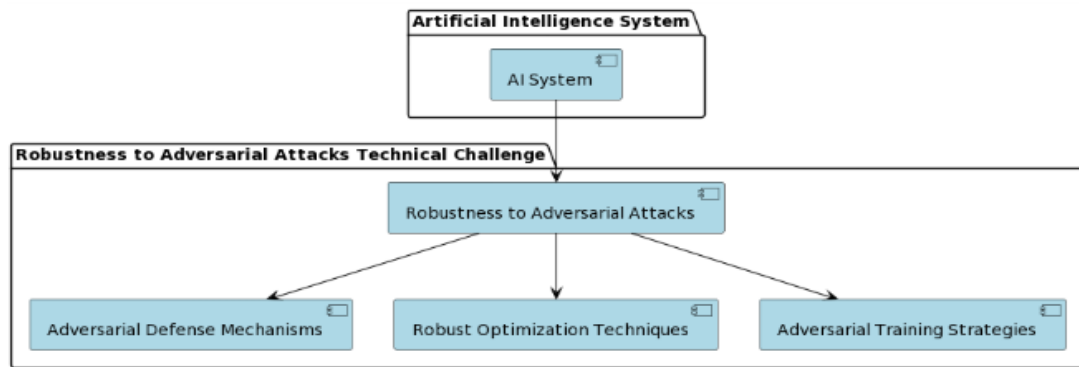 Artificial Intelligence System
AI System
Robustness to Adversarial Attacks Technical Challenge
Robustness to Adversarial Attacks
Adversarial Defense Mechanisms
Robust Optimization Techniques
Adversarial Training Strategies